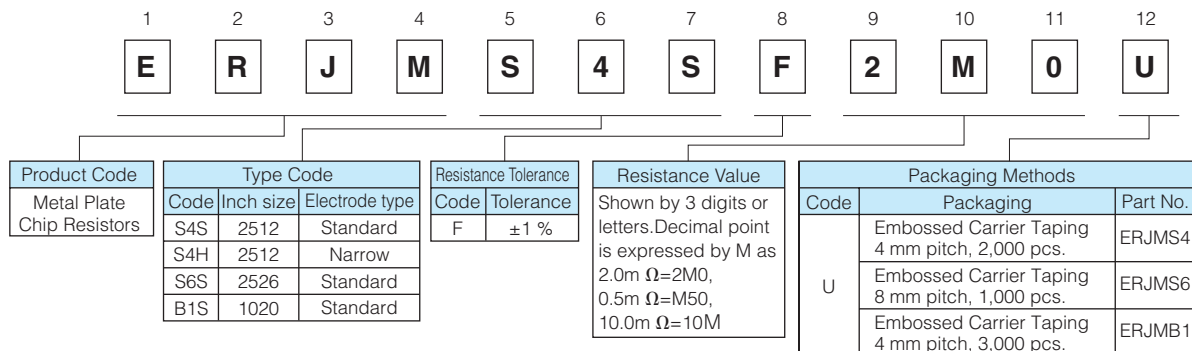 1 2 3 4 5 6 7 8 9 10 11 12
E R J M S 4 S F 2 M 0 U
Product Code
Metal Plate
Chip Resistors
Type Code
Code Inch size Electrode type
S4S 2512 Standard
S4H 2512 Narrow
S6S 2526 Standard
B1S 1020 Standard
Resistance Tolerance
Code Tolerance
F ±1 %
Resistance Value
Shown by 3 digits or
letters.Decimal point
is expressed by M as
2.0m Ω=2M0,
0.5m Ω=M50,
10.0m Ω=10M
Packaging Methods
Code Packaging Part No.
U
Embossed Carrier Taping
4 mm pitch, 2,000 pcs.
ERJMS4
Embossed Carrier Taping
8 mm pitch, 1,000 pcs.
ERJMS6
Embossed Carrier Taping
4 mm pitch, 3,000 pcs.
ERJMB1